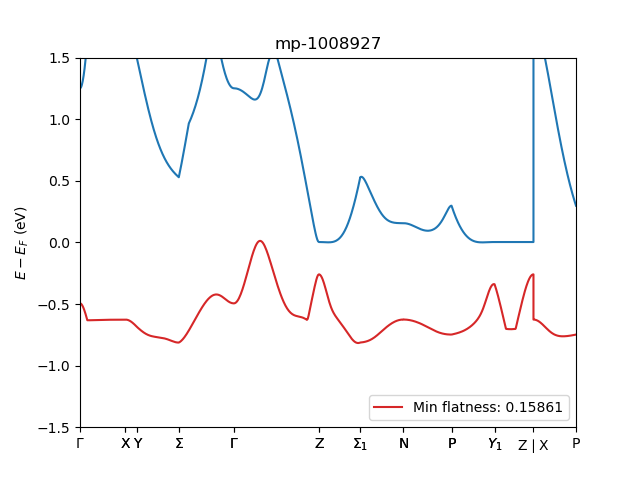 mp-1008927
1.5
1.0
0.5
0.0
−0.5
−1.0
−1.5
E − E_F (eV)
Min flatness: 0.15861
Γ X Y Σ Γ Z Σ₁ N P Y₁ Z | X P